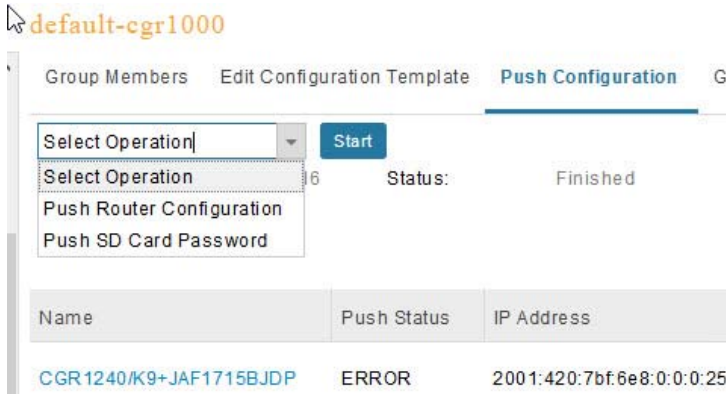 default-cgr1000
Group Members Edit Configuration Template Push Configuration G
Select Operation Start
Select Operation 6 Status: Finished
Push Router Configuration
Push SD Card Password
Name Push Status IP Address
CGR1240/K9+JAF1715BJDP ERROR 2001:420:7bf:6e8:0:0:0:25